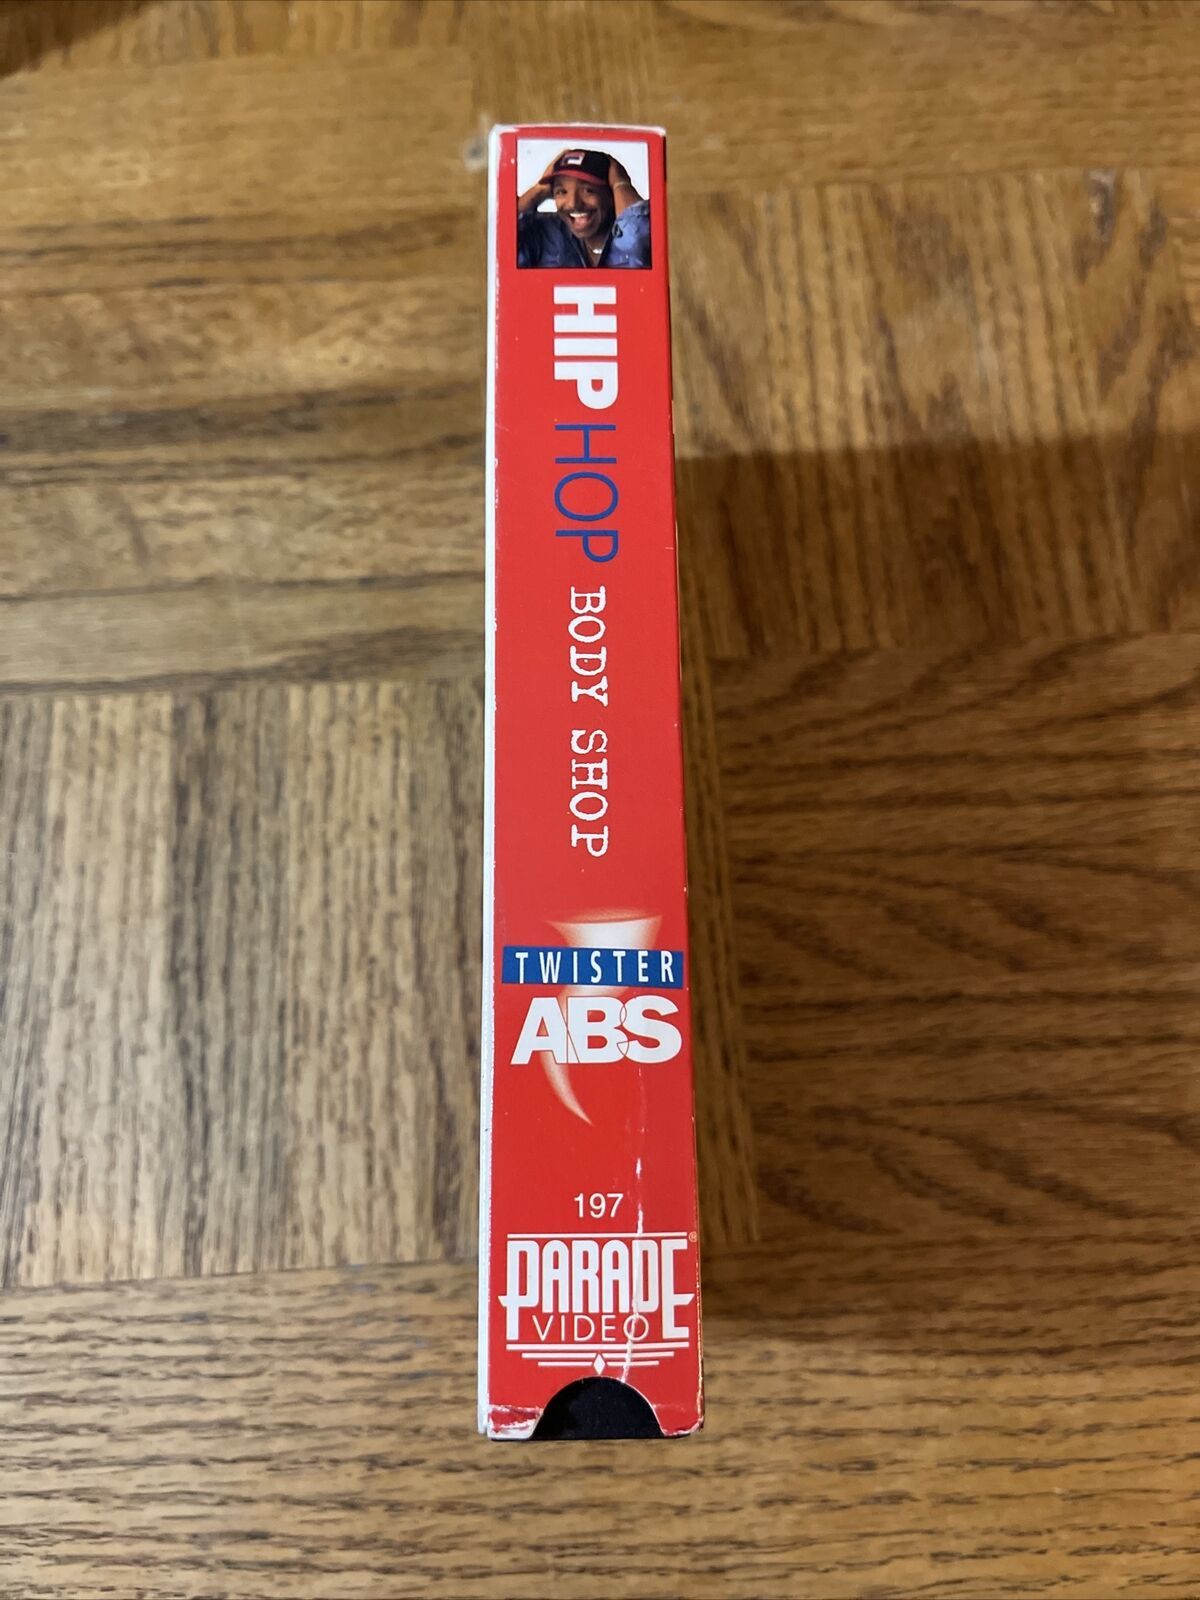 HIP HOP BODY SHOP
TWISTER
ABS
197
PARADE®
VIDEO